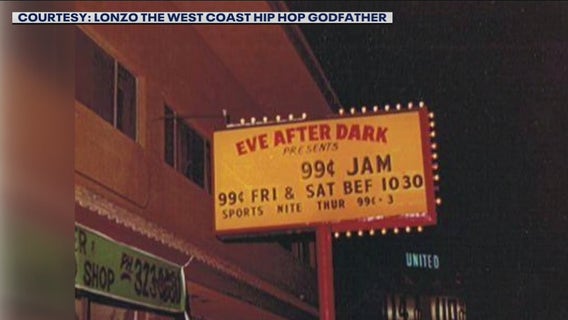 COURTESY: LONZO THE WEST COAST HIP HOP GODFATHER
EVE AFTER DARK
PRESENTS
99¢ JAM
99¢ FRI & SAT BEF 1030
SPORTS NITE THUR 99¢-3
SHOP
UNITED